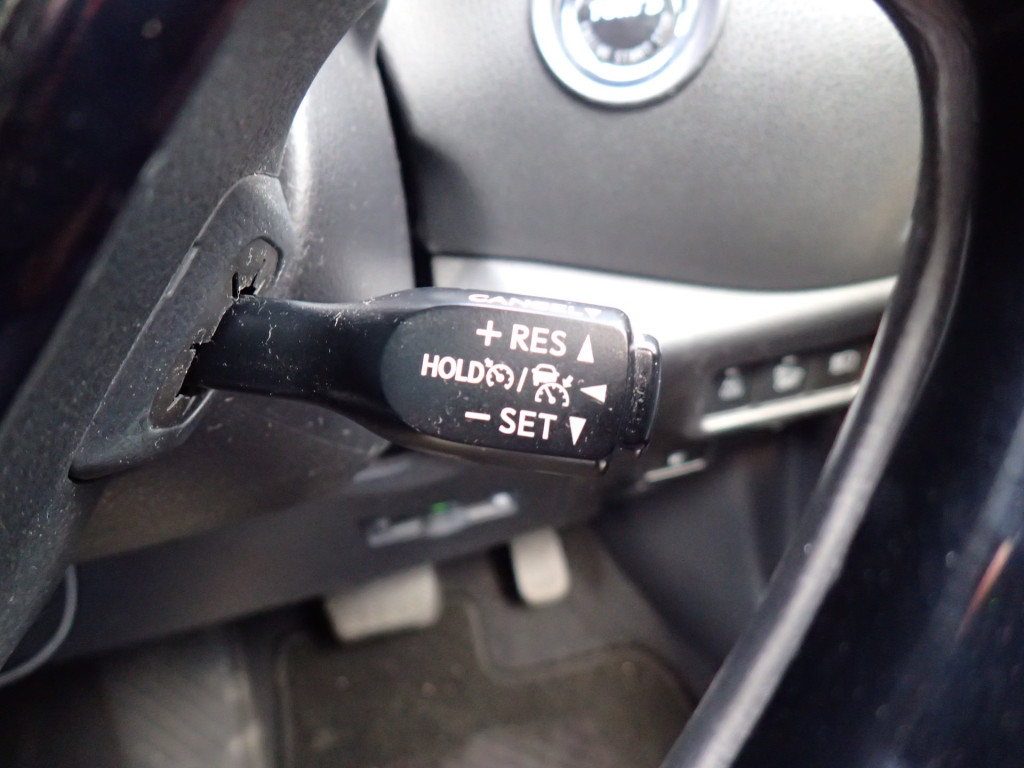 CANCEL
+ RES
HOLD /
− SET